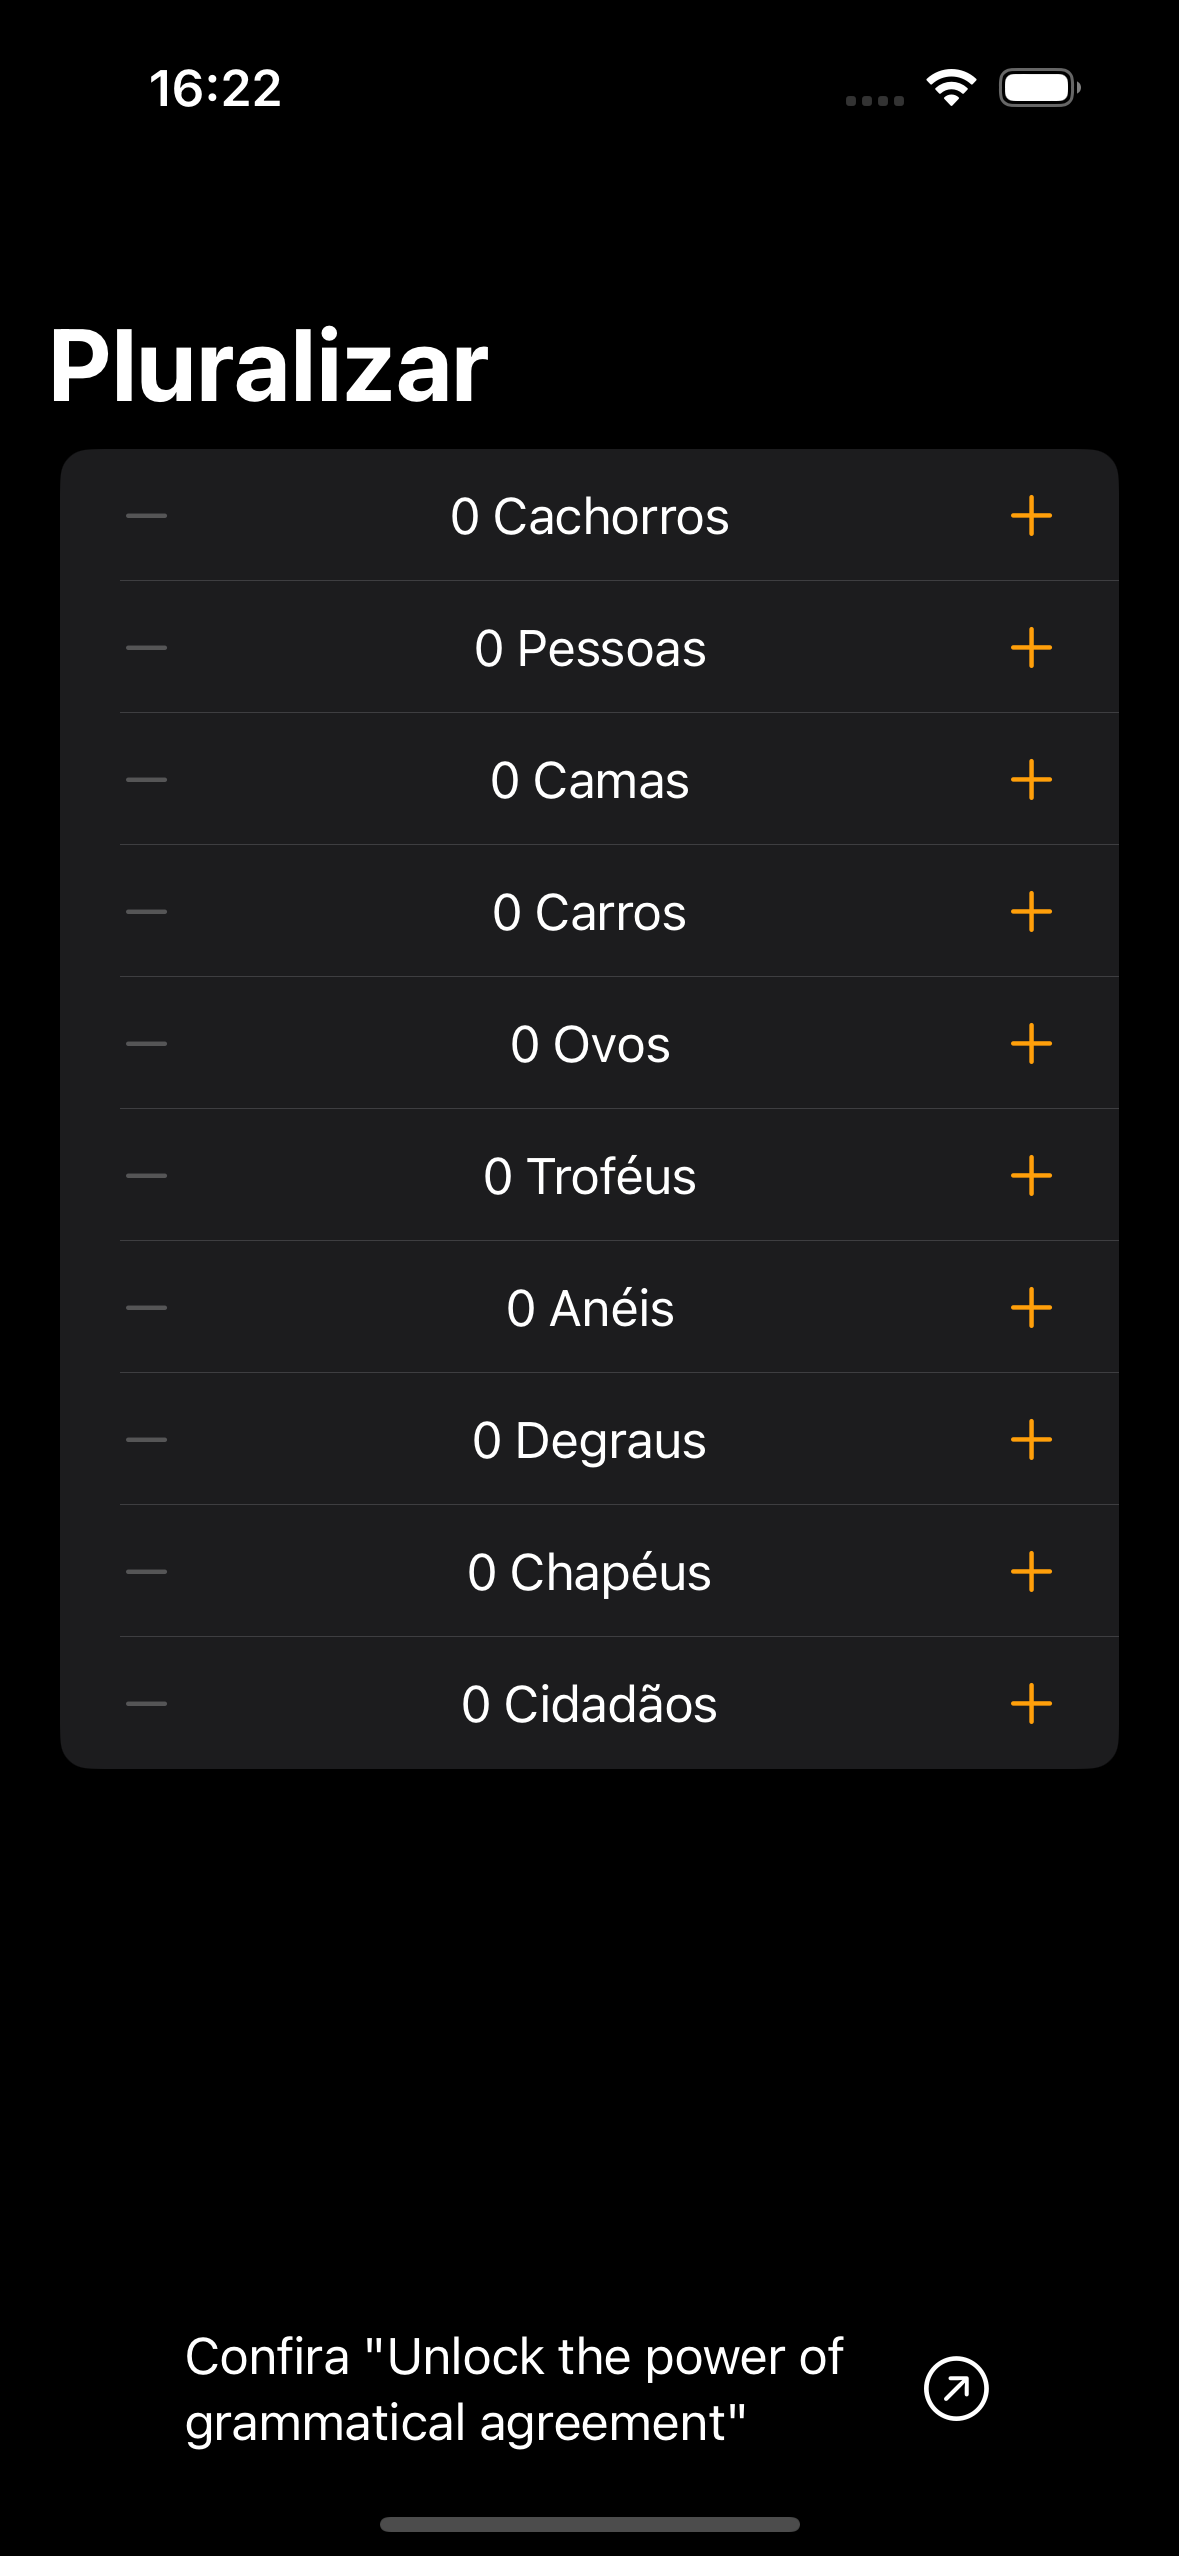 16:22
Pluralizar
0 Cachorros
0 Pessoas
0 Camas
0 Carros
0 Ovos
0 Troféus
0 Anéis
0 Degraus
0 Chapéus
0 Cidadãos
Confira "Unlock the power of
grammatical agreement"